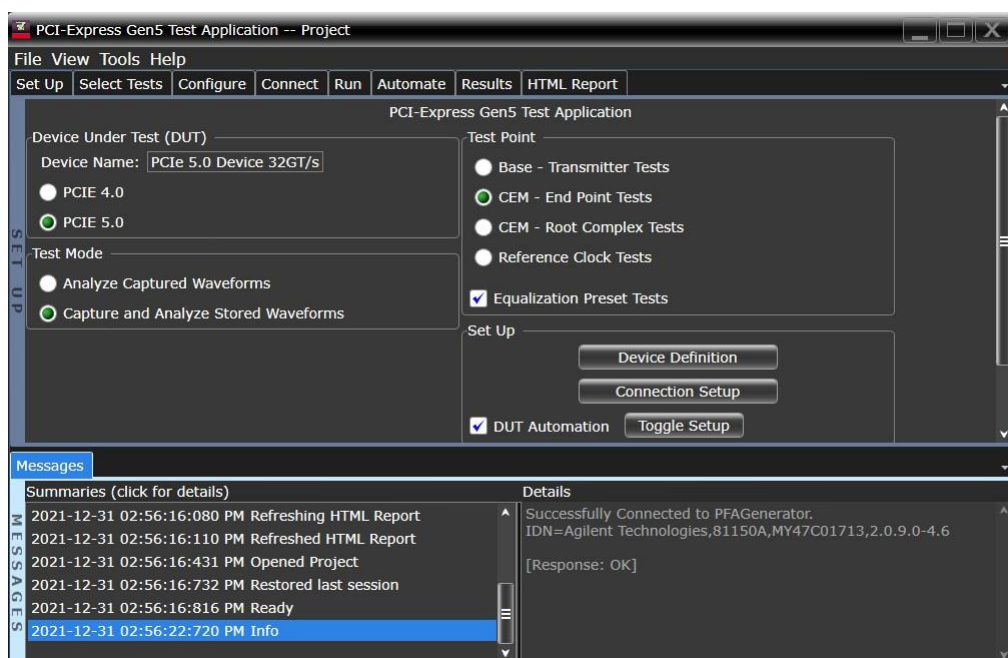 PCI-Express Gen5 Test Application -- Project
File View Tools Help
Set Up Select Tests Configure Connect Run Automate Results HTML Report
PCI-Express Gen5 Test Application
Device Under Test (DUT)
Device Name: PCIe 5.0 Device 32GT/s
PCIE 4.0
PCIE 5.0
Test Mode
Analyze Captured Waveforms
Capture and Analyze Stored Waveforms
Test Point
Base - Transmitter Tests
CEM - End Point Tests
CEM - Root Complex Tests
Reference Clock Tests
Equalization Preset Tests
Set Up
Device Definition
Connection Setup
DUT Automation Toggle Setup
SET UP
Messages
MESSAGES
Summaries (click for details)
2021-12-31 02:56:16:080 PM Refreshing HTML Report
2021-12-31 02:56:16:110 PM Refreshed HTML Report
2021-12-31 02:56:16:431 PM Opened Project
2021-12-31 02:56:16:732 PM Restored last session
2021-12-31 02:56:16:816 PM Ready
2021-12-31 02:56:22:720 PM Info
Details
Successfully Connected to PFAGenerator.
IDN=Agilent Technologies,81150A,MY47C01713,2.0.9.0-4.6
[Response: OK]